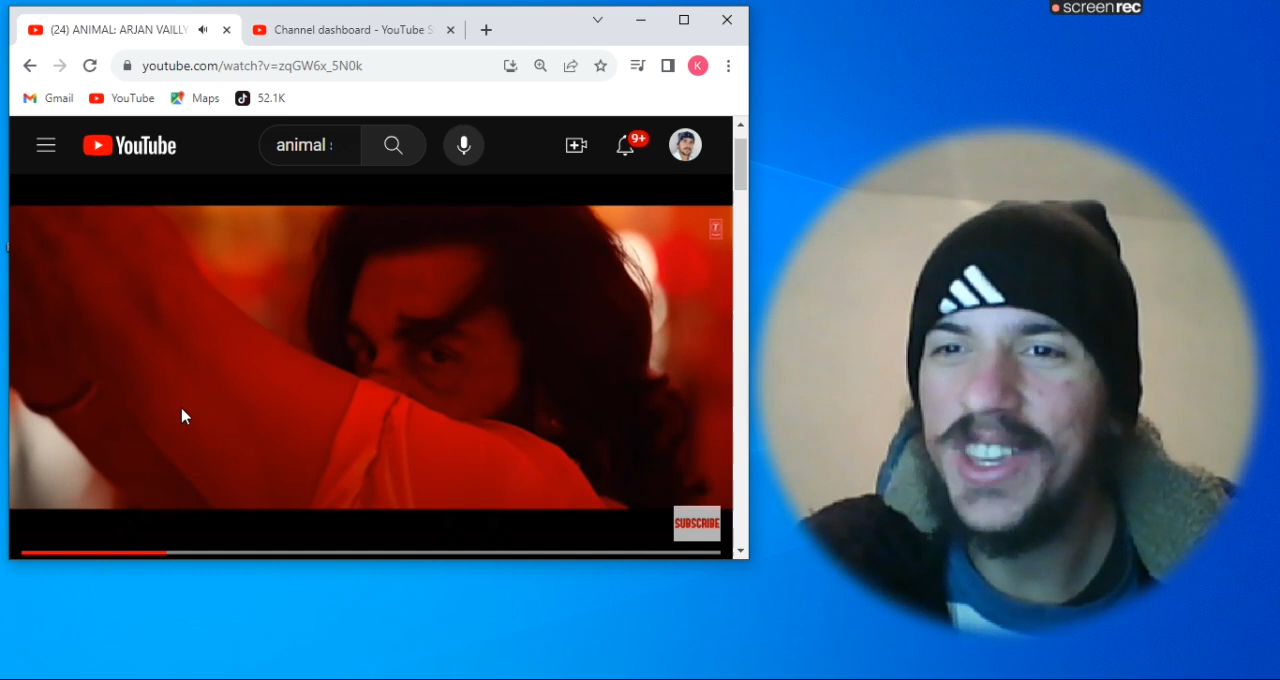 screenrec
(24) ANIMAL: ARJAN VAILLY
Channel dashboard - YouTube S
youtube.com/watch?v=zqGW6x_5N0k
K
Gmail
YouTube
Maps
52.1K
YouTube
animal
9+
T
SUBSCRIBE